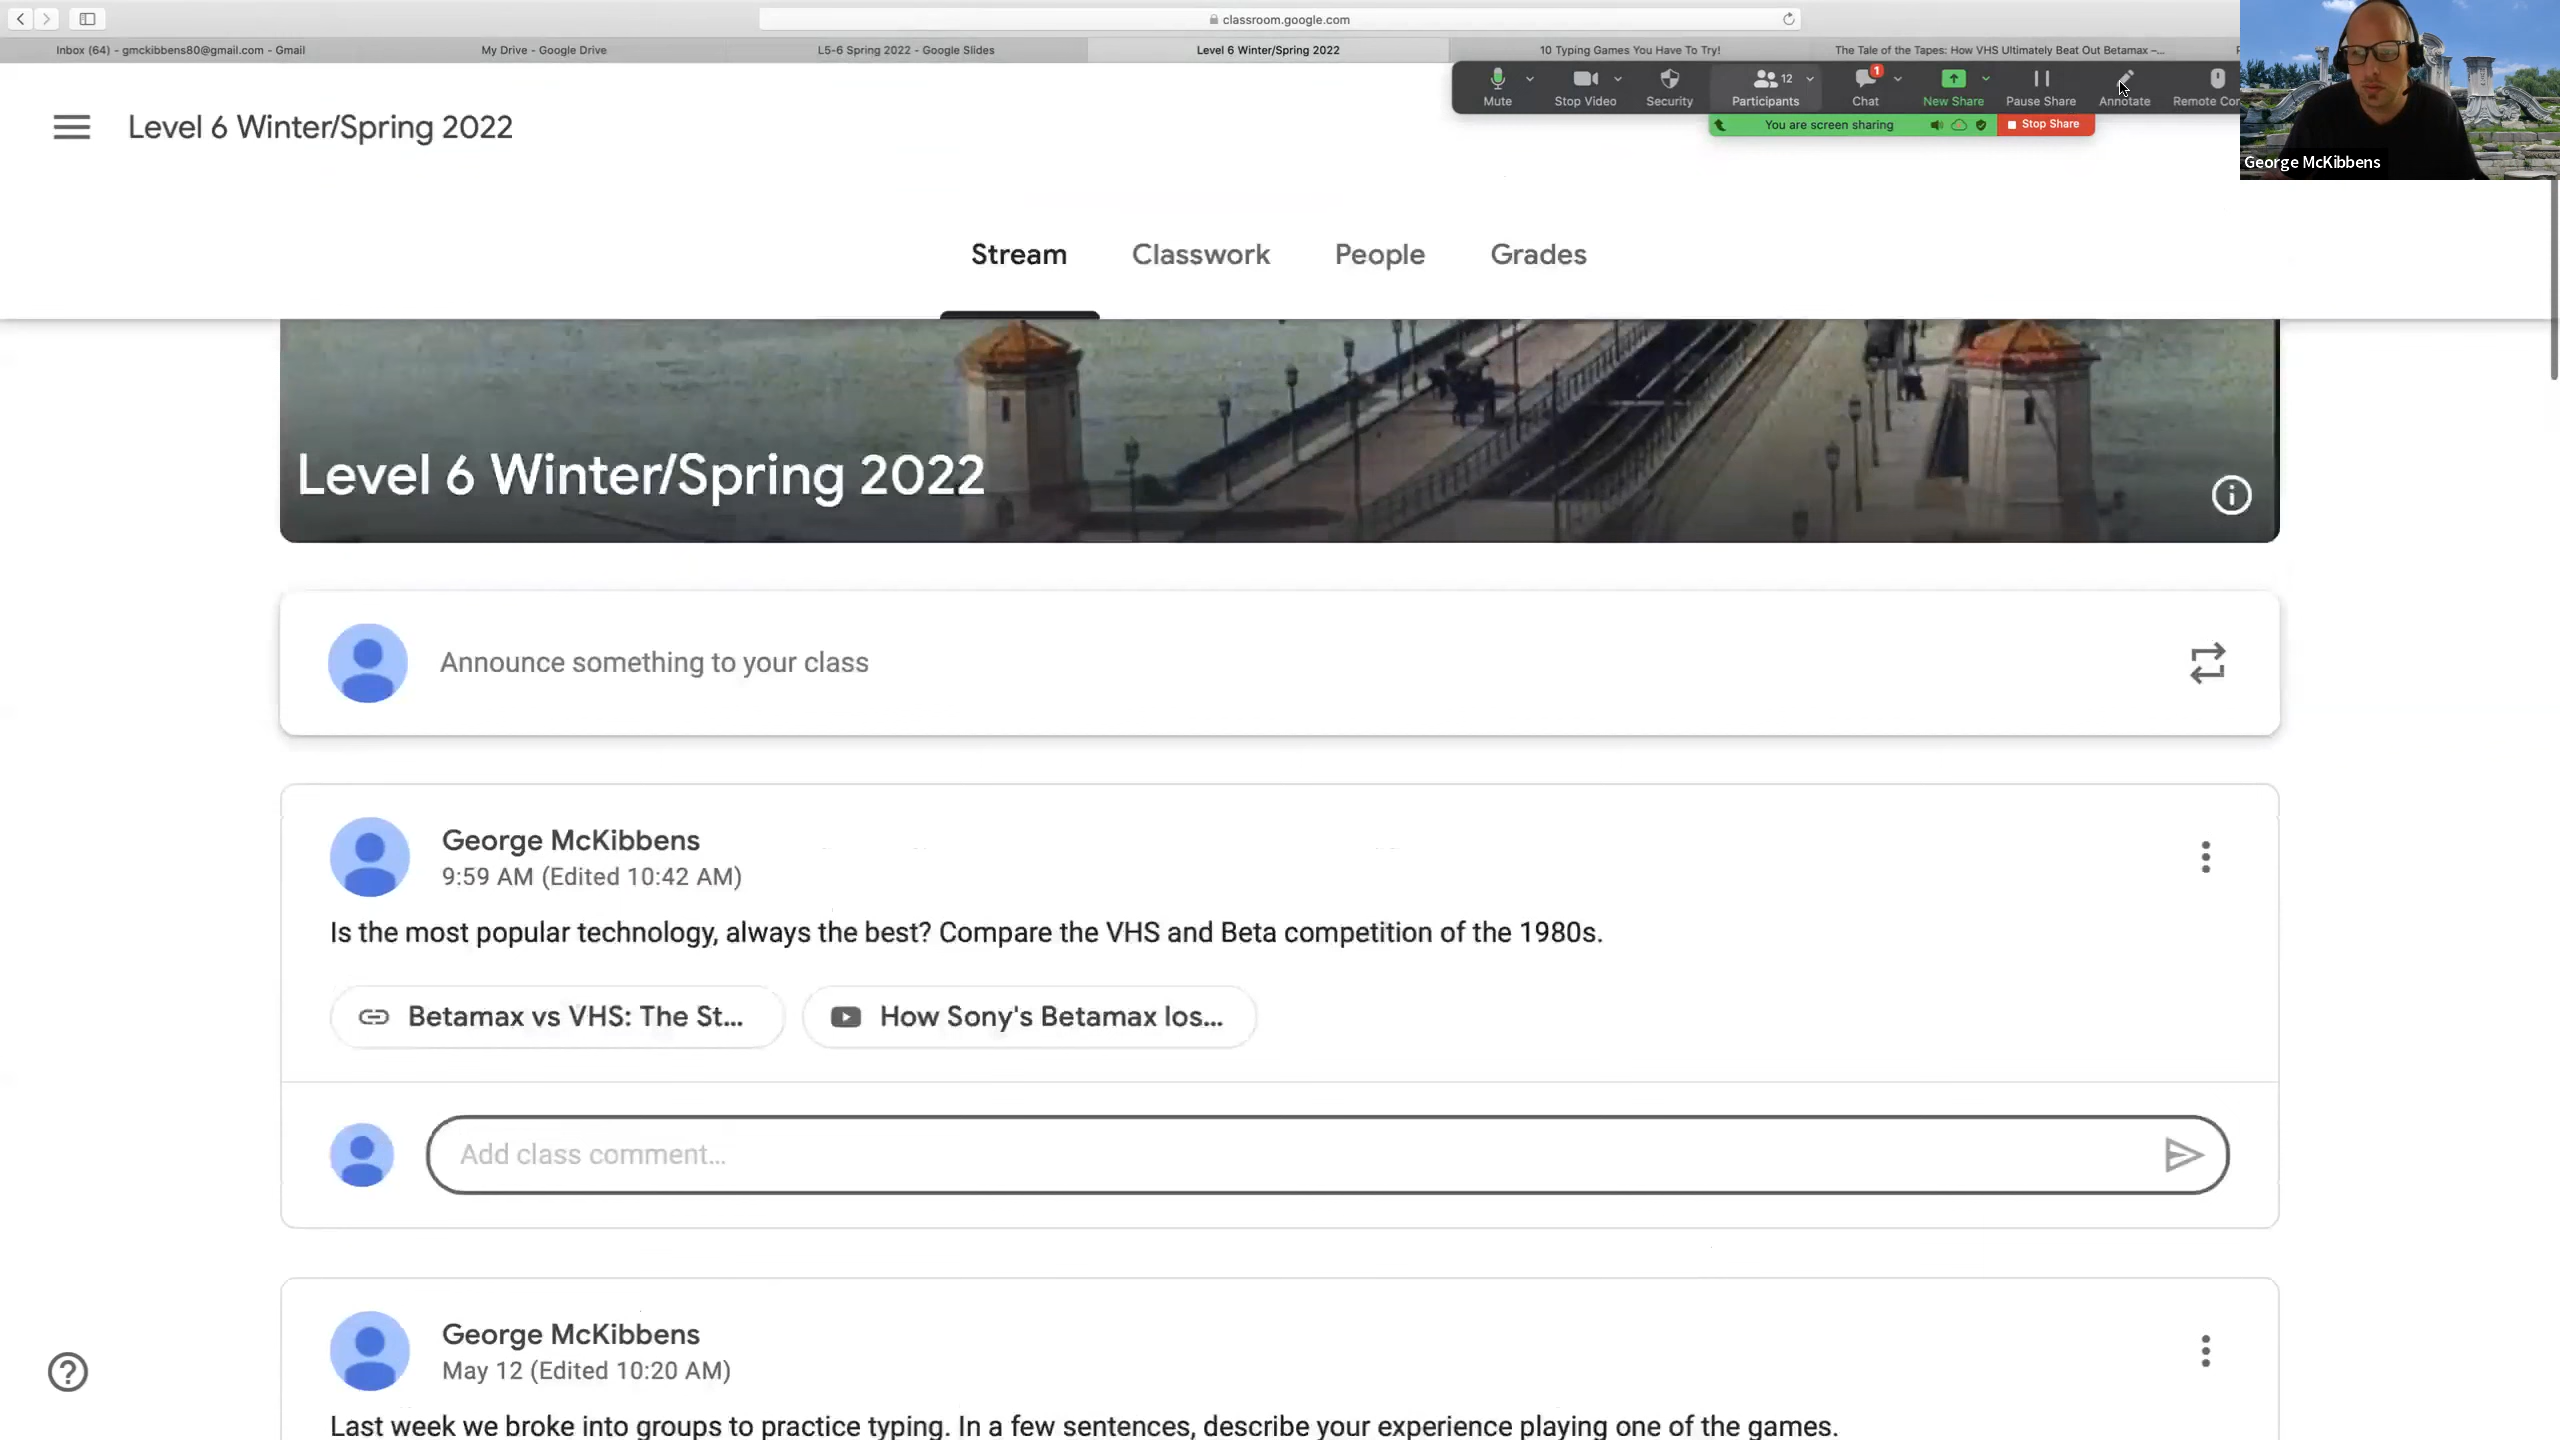 classroom.google.com
Inbox (64) - gmckibbens80@gmail.com - Gmail
My Drive - Google Drive
L5-6 Spring 2022 - Google Slides
Level 6 Winter/Spring 2022
10 Typing Games You Have To Try!
The Tale of the Tapes: How VHS Ultimately Beat Out Betamax –...
Mute
Stop Video
Security
12
Participants
1
Chat
New Share
Pause Share
Annotate
Remote Con
You are screen sharing
Stop Share
George McKibbens
Level 6 Winter/Spring 2022
Stream
Classwork
People
Grades
Level 6 Winter/Spring 2022
Announce something to your class
George McKibbens
9:59 AM (Edited 10:42 AM)
Is the most popular technology, always the best? Compare the VHS and Beta competition of the 1980s.
Betamax vs VHS: The St...
How Sony's Betamax los...
Add class comment...
George McKibbens
May 12 (Edited 10:20 AM)
Last week we broke into groups to practice typing. In a few sentences, describe your experience playing one of the games.